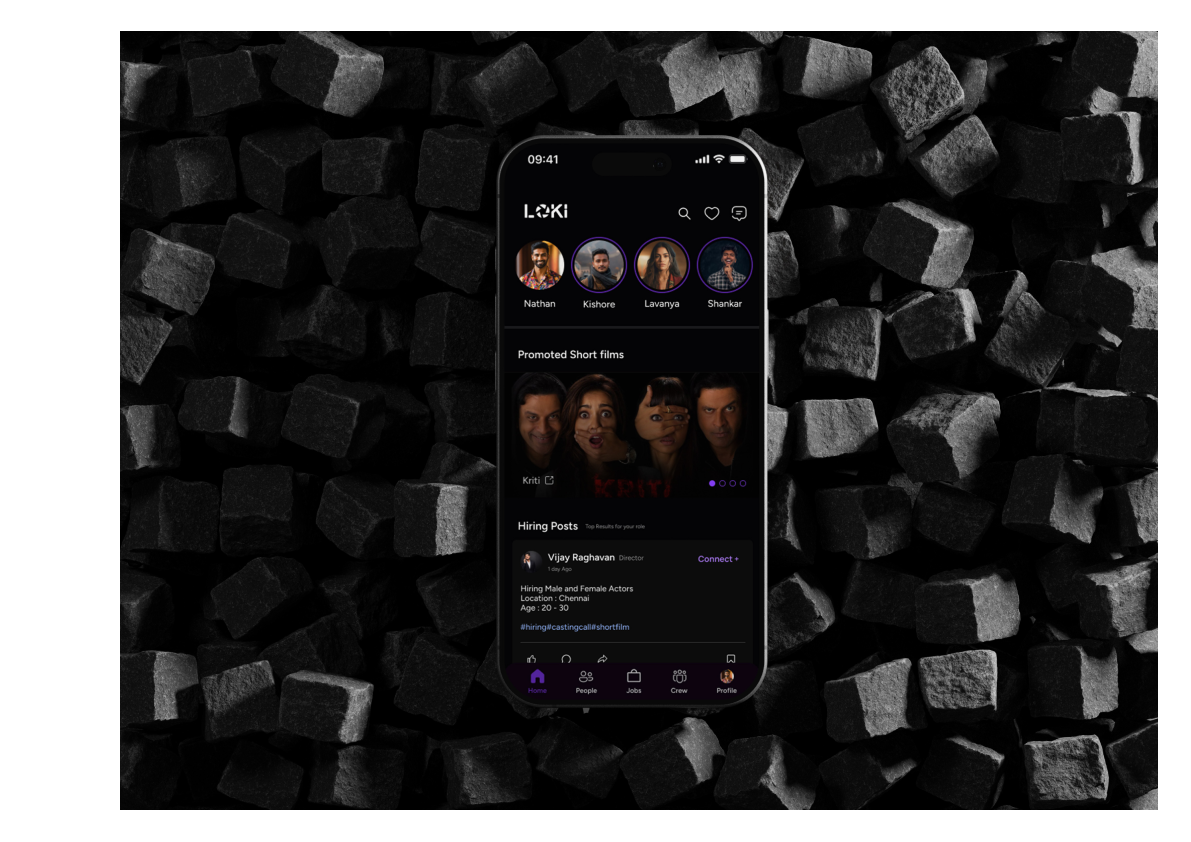 09:41
LOKI
Nathan
Kishore
Lavanya
Shankar
Promoted Short films
Kriti
KRITI
Hiring Posts Top Results for your role
Vijay Raghavan Director
Connect +
1 day Ago
Hiring Male and Female Actors
Location : Chennai
Age : 20 - 30
#hiring#castingcall#shortfilm
Home
People
Jobs
Crew
Profile